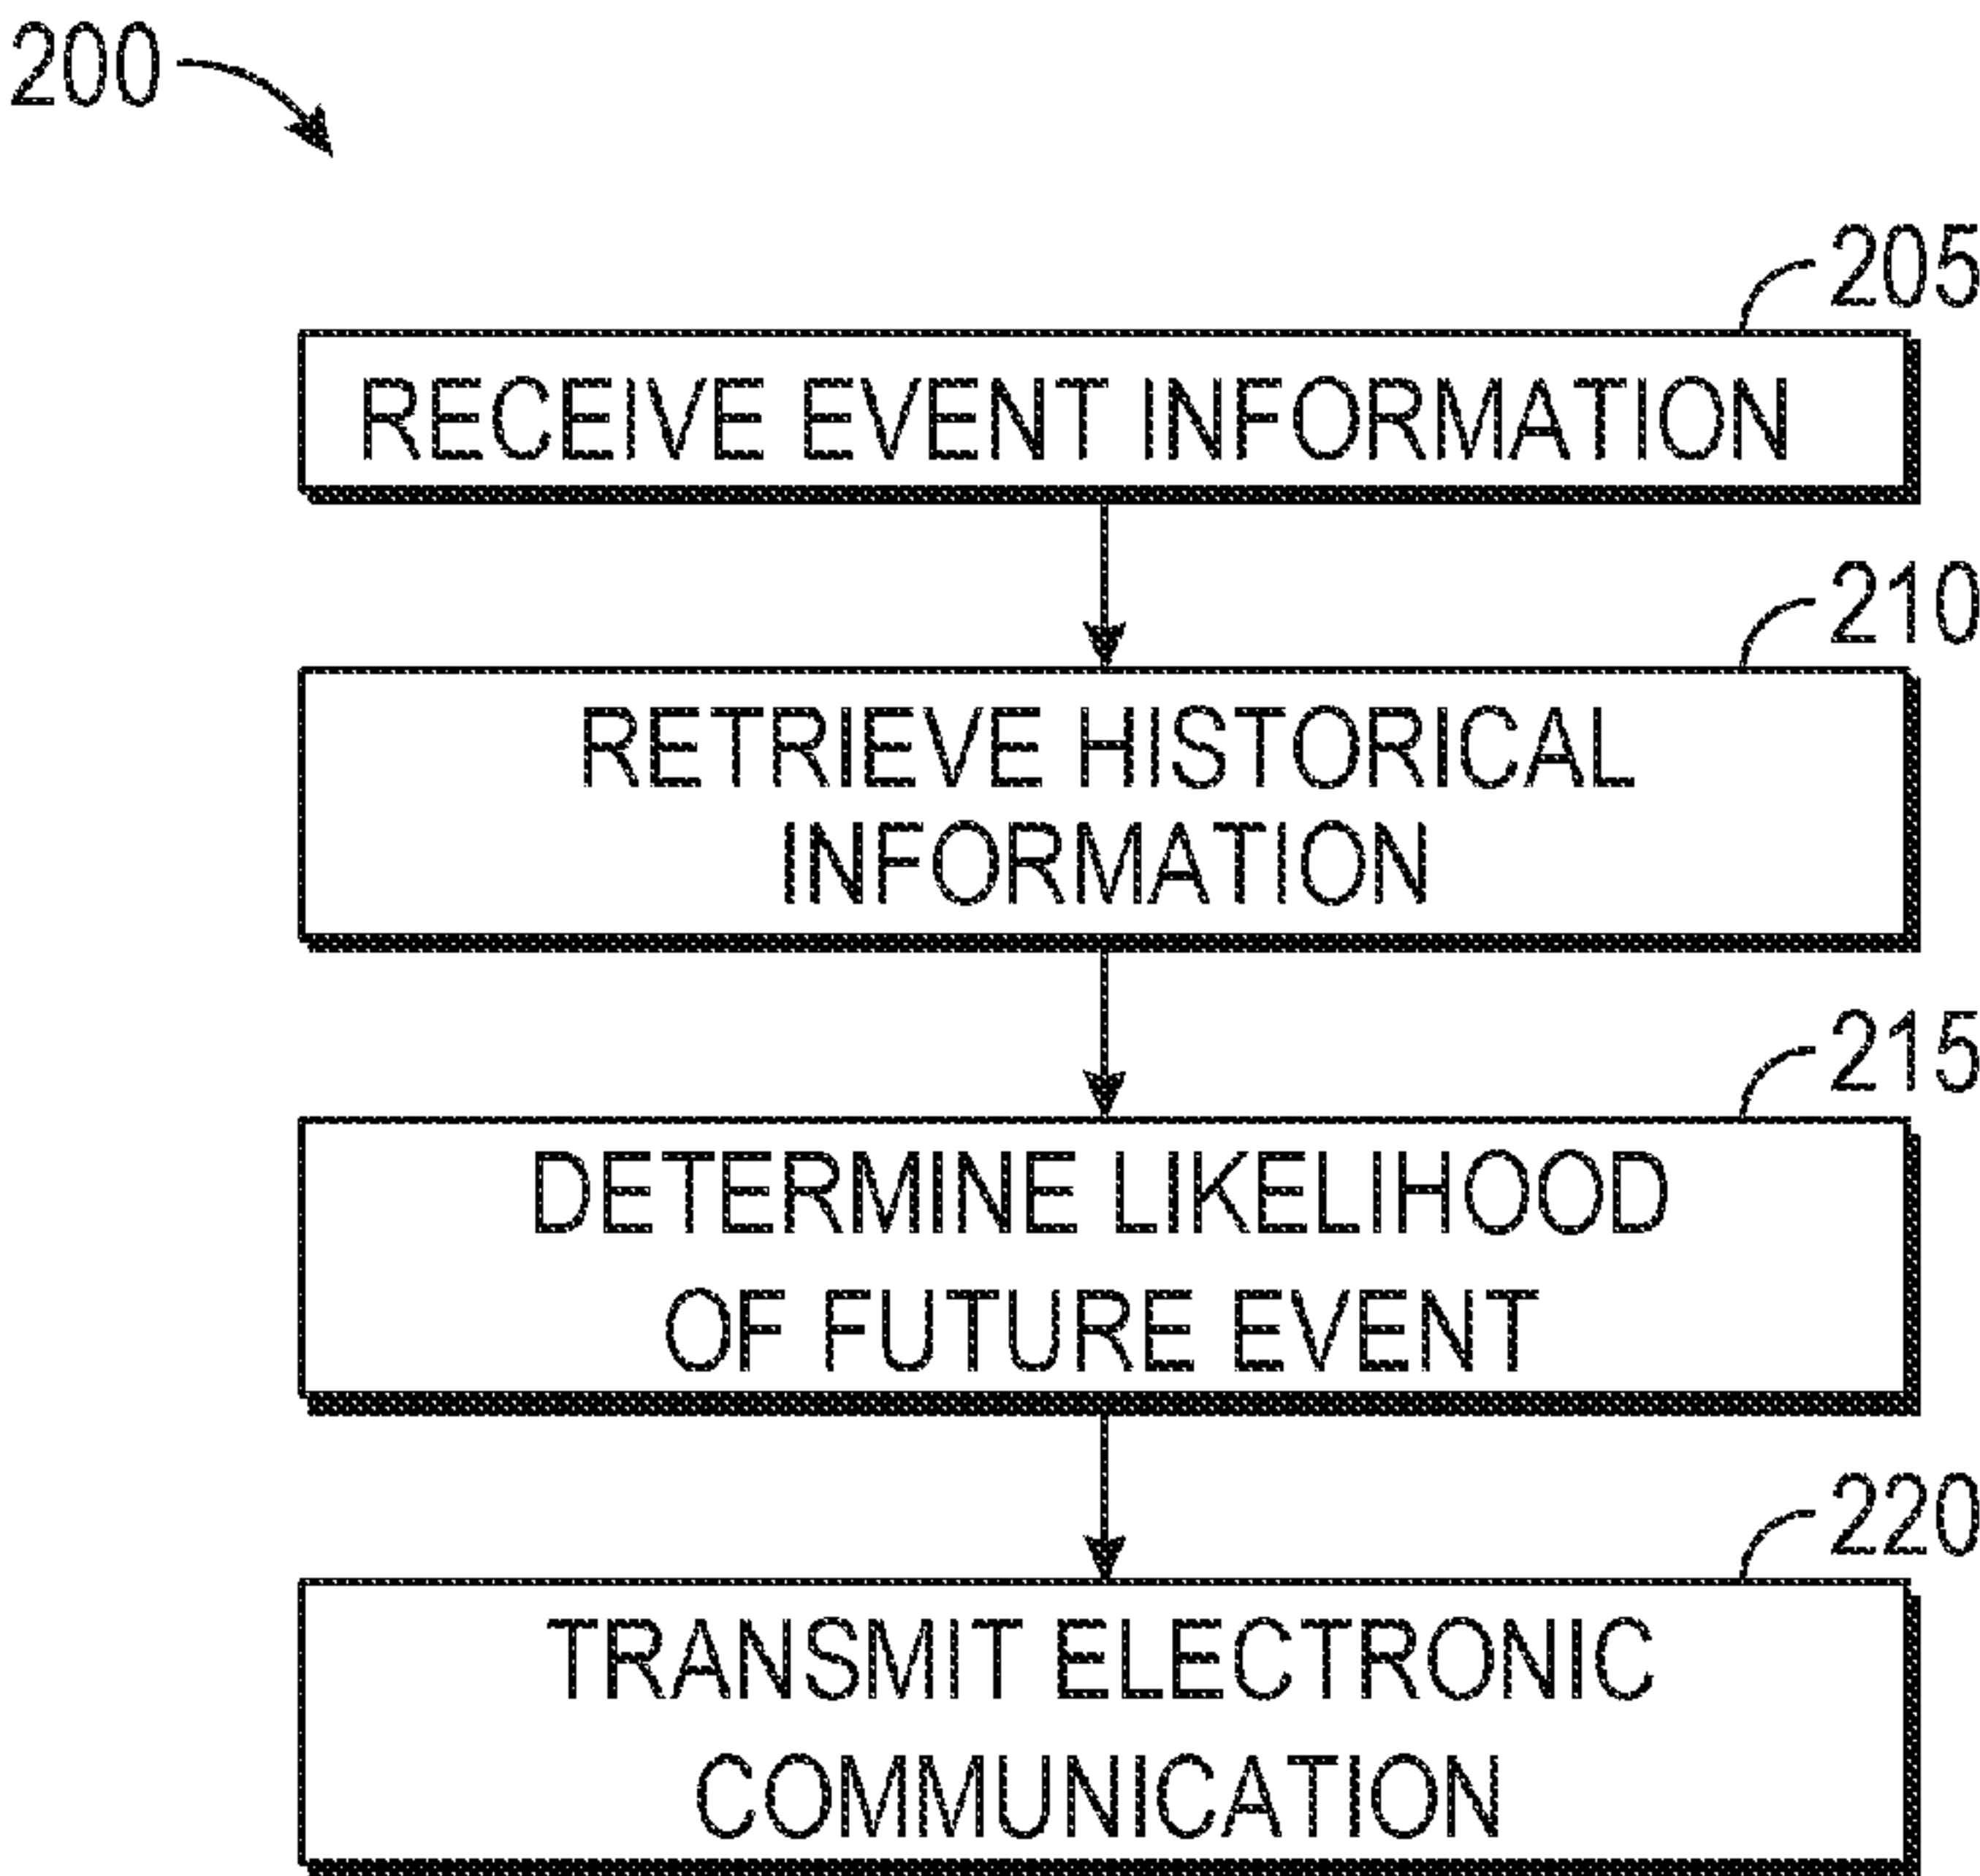 200
205
RECEIVE EVENT INFORMATION
210
RETRIEVE HISTORICAL
INFORMATION
215
DETERMINE LIKELIHOOD
OF FUTURE EVENT
220
TRANSMIT ELECTRONIC
COMMUNICATION